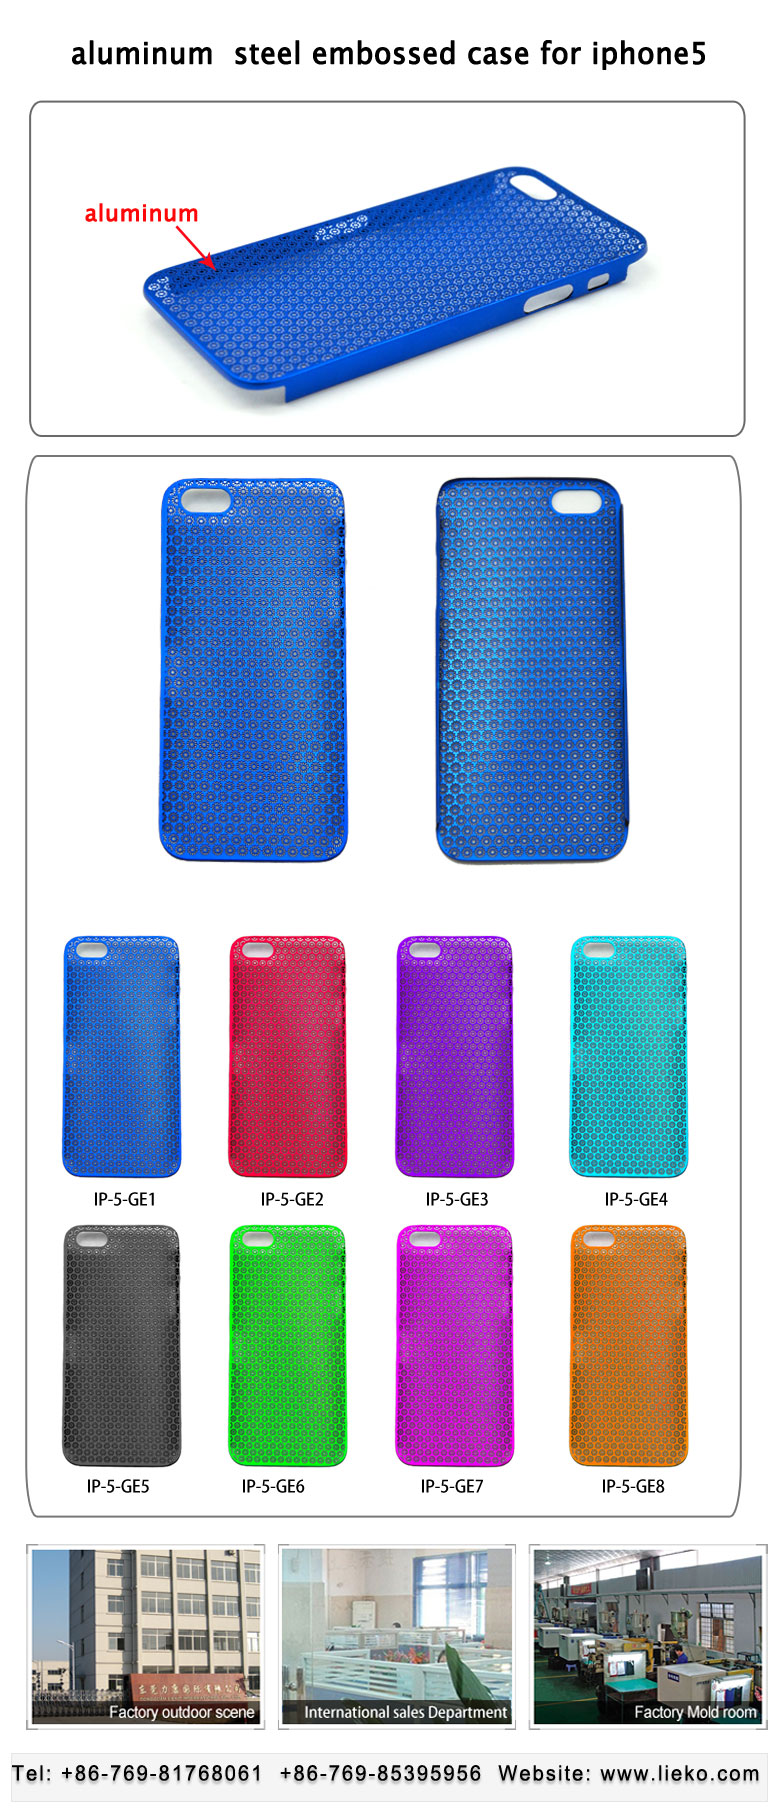 aluminum steel embossed case for iphone5
aluminum
IP-5-GE1 IP-5-GE2 IP-5-GE3 IP-5-GE4
IP-5-GE5 IP-5-GE6 IP-5-GE7 IP-5-GE8
Factory outdoor scene
International sales Department
Factory Mold room
Tel: +86-769-81768061 +86-769-85395956 Website: www.lieko.com